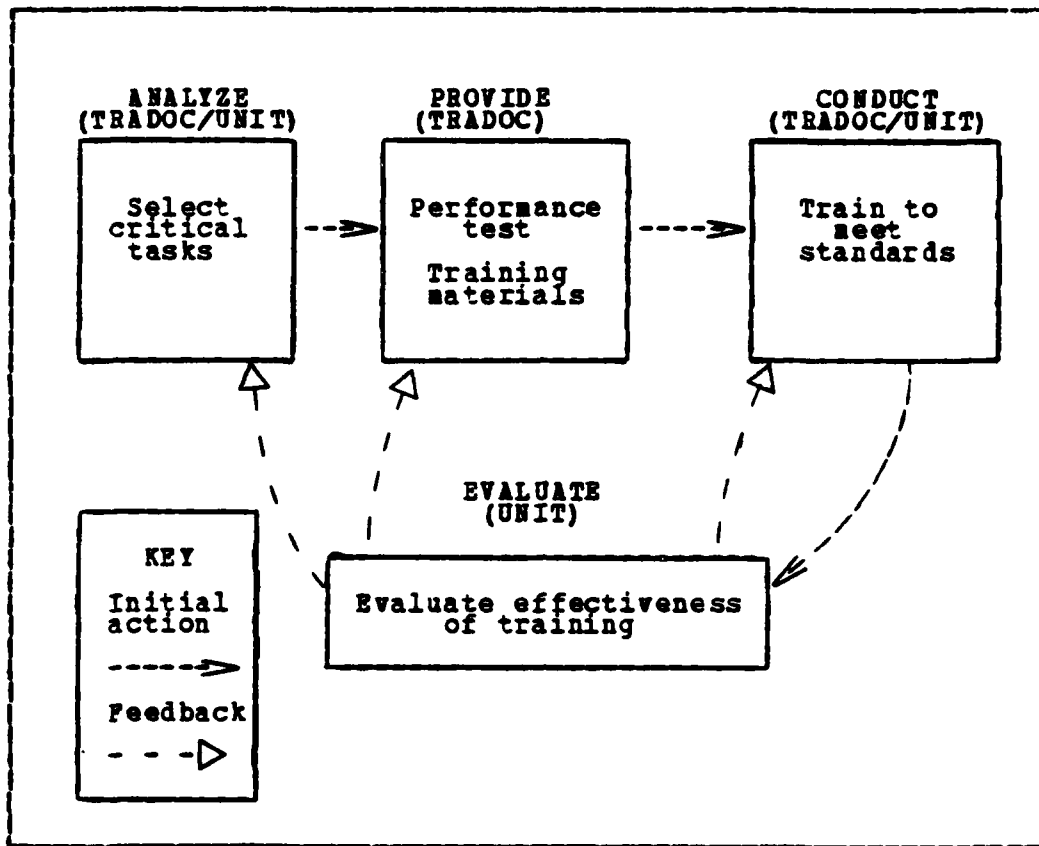 ANALYZE
(TRADOC/UNIT)
PROVIDE
(TRADOC)
CONDUCT
(TRADOC/UNIT)
Select
critical
tasks
Performance
test
Training
materials
Train to
meet
standards
EVALUATE
(UNIT)
Evaluate effectiveness
of training
KEY
Initial
action
Feedback